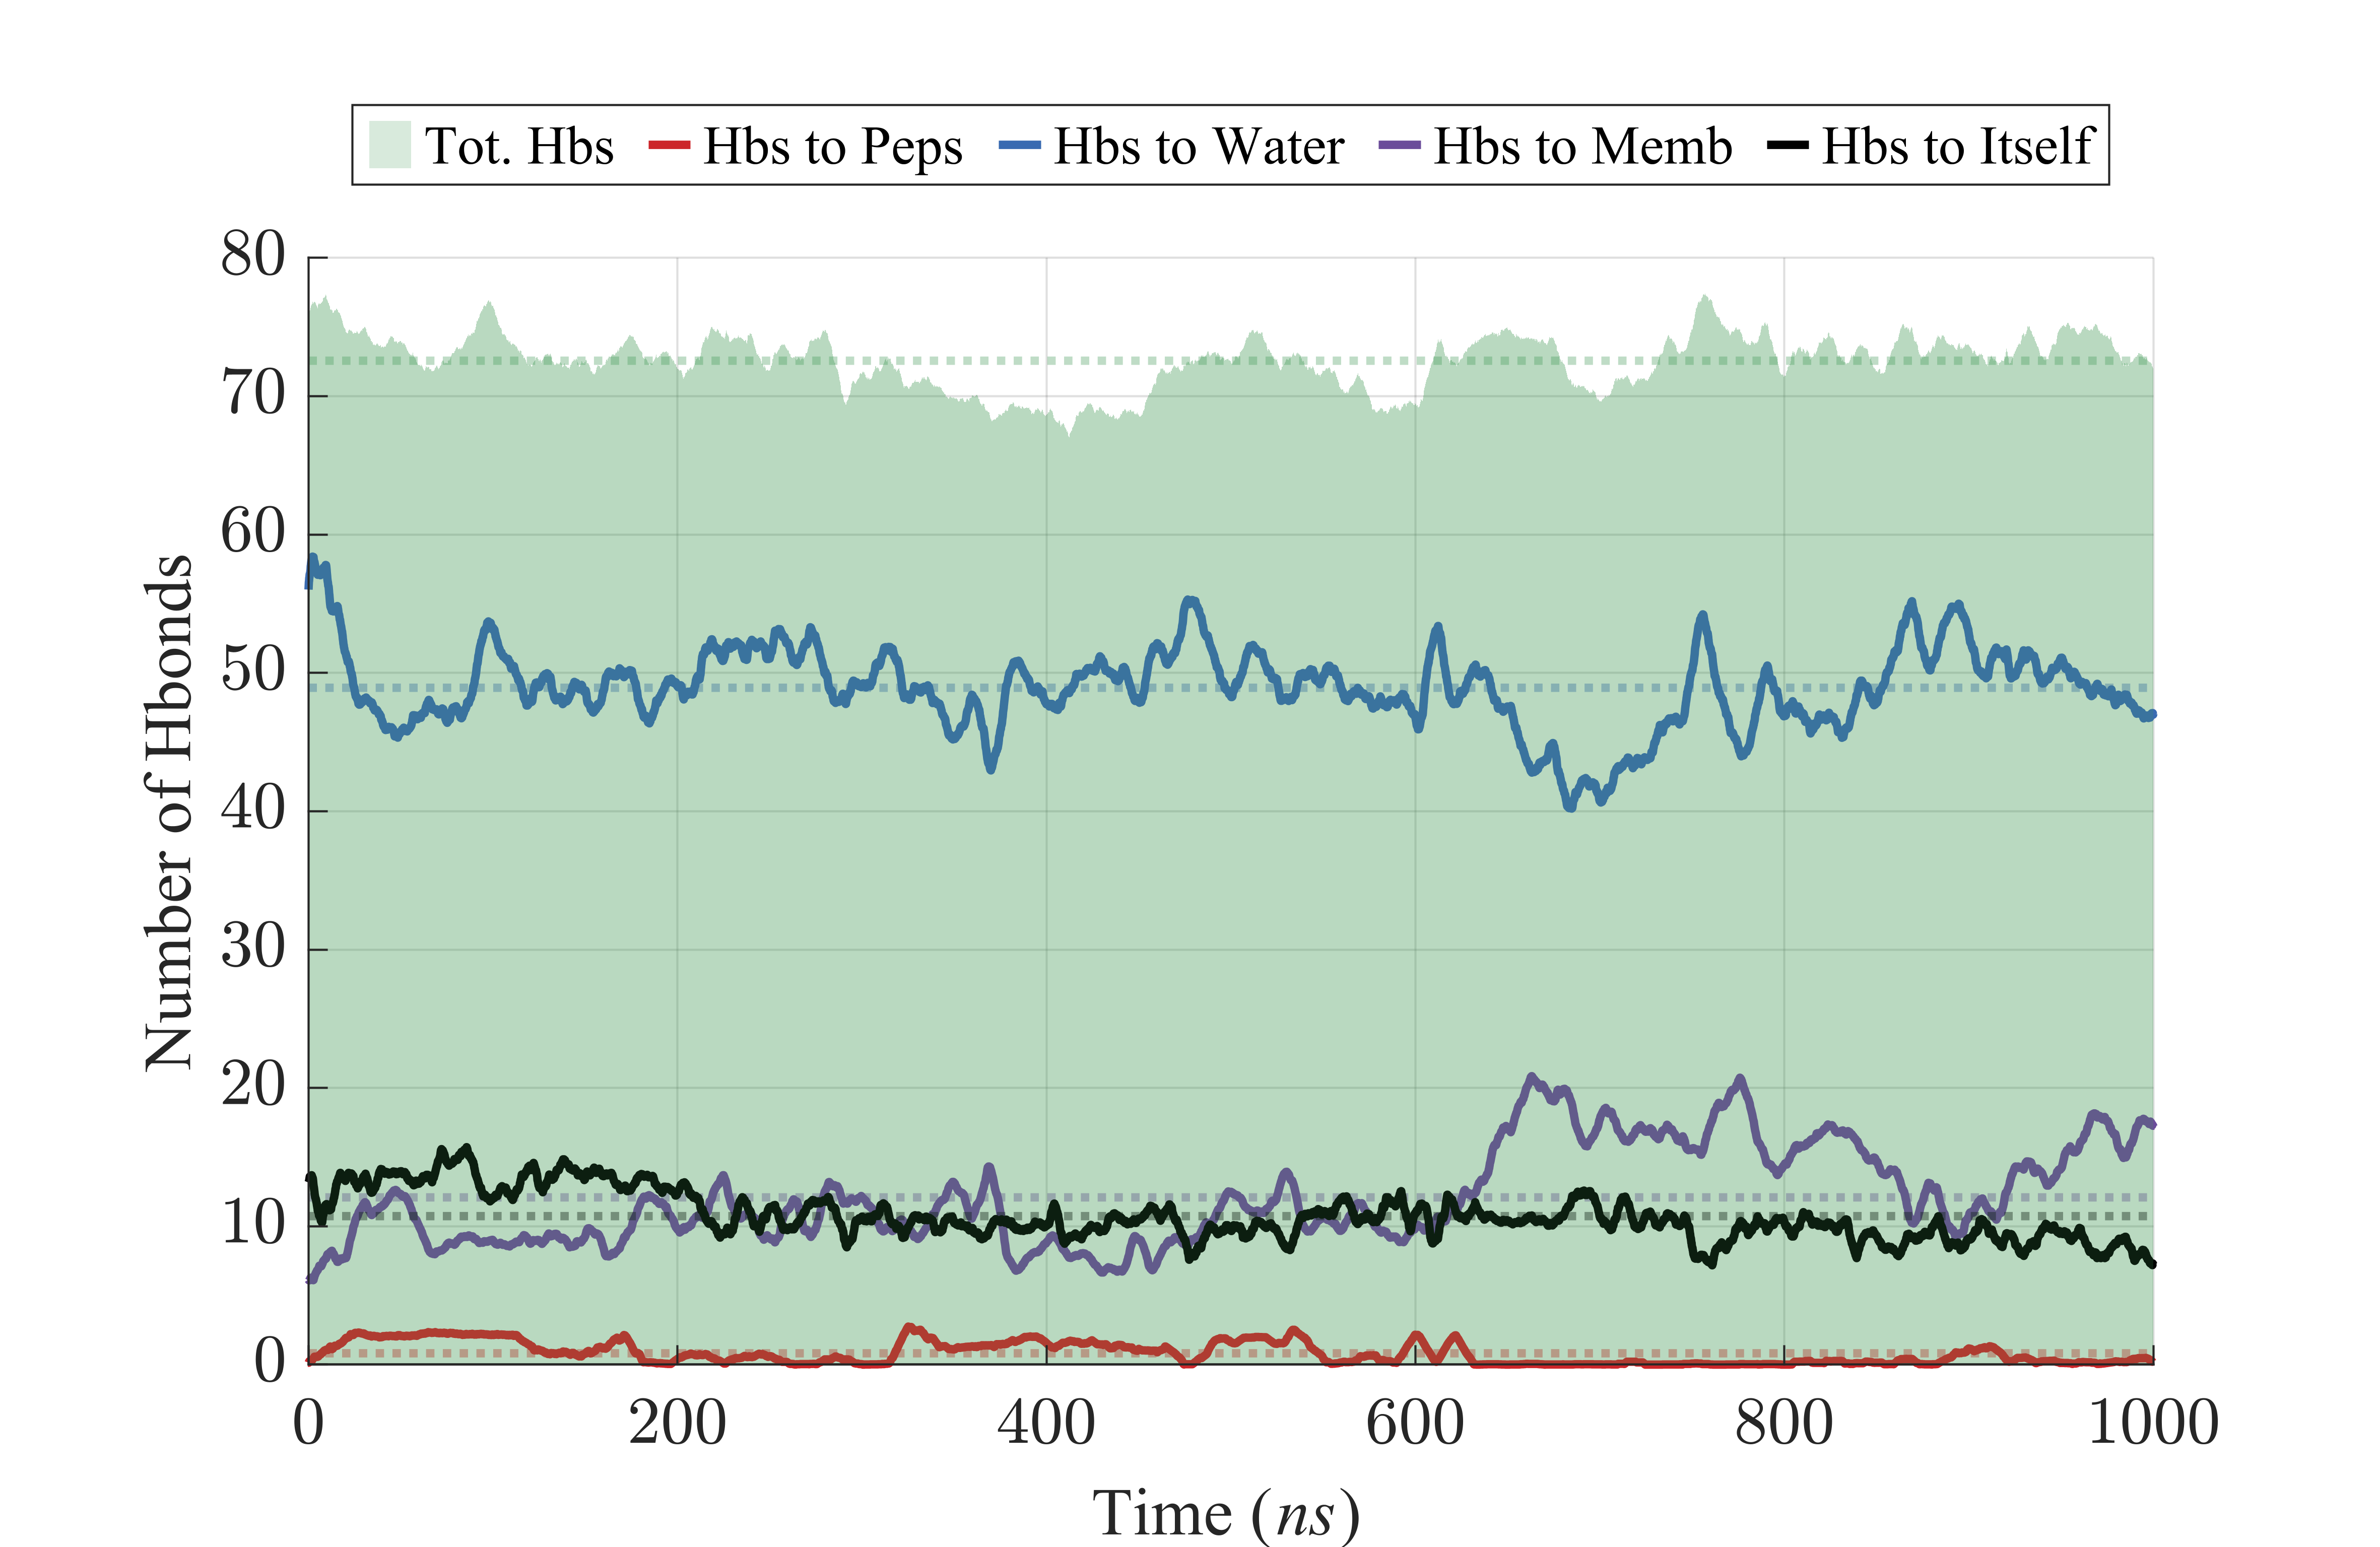 Tot. Hbs Hbs to Peps Hbs to Water Hbs to Memb Hbs to Itself
80
70
60
50
40
30
20
10
0
Number of Hbonds
0 200 400 600 800 1000
Time (ns)